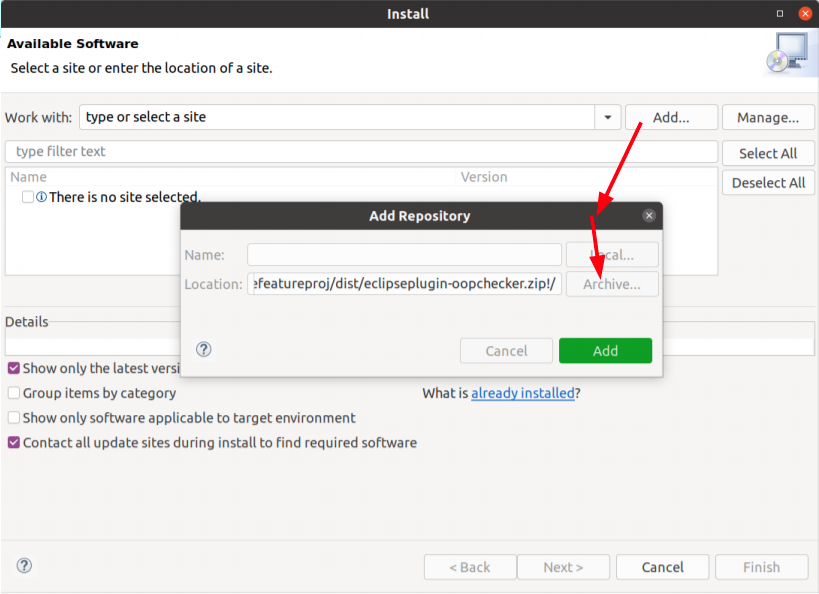 Install
Available Software
Select a site or enter the location of a site.
Work with: type or select a site Add... Manage...
type filter text Select All
Name Version Deselect All
There is no site selected.
Add Repository
Name: Local...
Location: efeatureproj/dist/eclipseplugin-oopchecker.zip!/ Archive...
Details
Cancel Add
Show only the latest versi
Group items by category What is already installed?
Show only software applicable to target environment
Contact all update sites during install to find required software
< Back Next > Cancel Finish